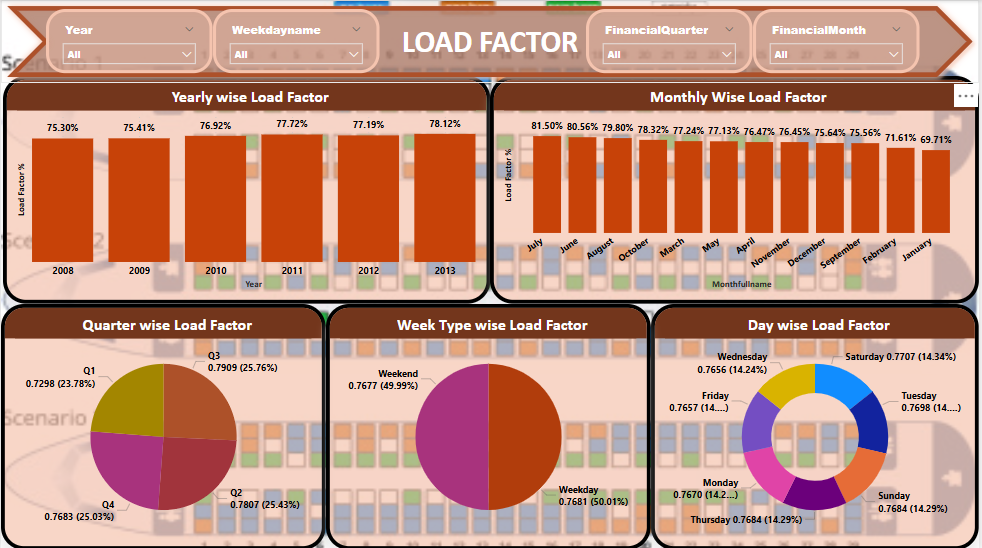 Year
All
Weekdayname
All
LOAD FACTOR
FinancialQuarter
All
FinancialMonth
All
Scenario 1
Yearly wise Load Factor
Load Factor %
75.30% 75.41% 76.92% 77.72% 77.19% 78.12%
2008 2009 2010 2011 2012 2013
Year
Monthly Wise Load Factor
Load Factor %
81.50% 80.56% 79.80% 78.32% 77.24% 77.13% 76.47% 76.45% 75.64% 75.56% 71.61% 69.71%
July June August October March May April November December September February January
Monthfullname
Quarter wise Load Factor
Q3
0.7909 (25.76%)
Q1
0.7298 (23.78%)
Q2
0.7807 (25.43%)
Q4
0.7683 (25.03%)
Scenario
Week Type wise Load Factor
Weekend
0.7677 (49.99%)
Weekday
0.7681 (50.01%)
Day wise Load Factor
Wednesday
0.7656 (14.24%)
Saturday 0.7707 (14.34%)
Friday
0.7657 (14....)
Tuesday
0.7698 (14....)
Monday
0.7670 (14.2...)
Sunday
0.7684 (14.29%)
Thursday 0.7684 (14.29%)